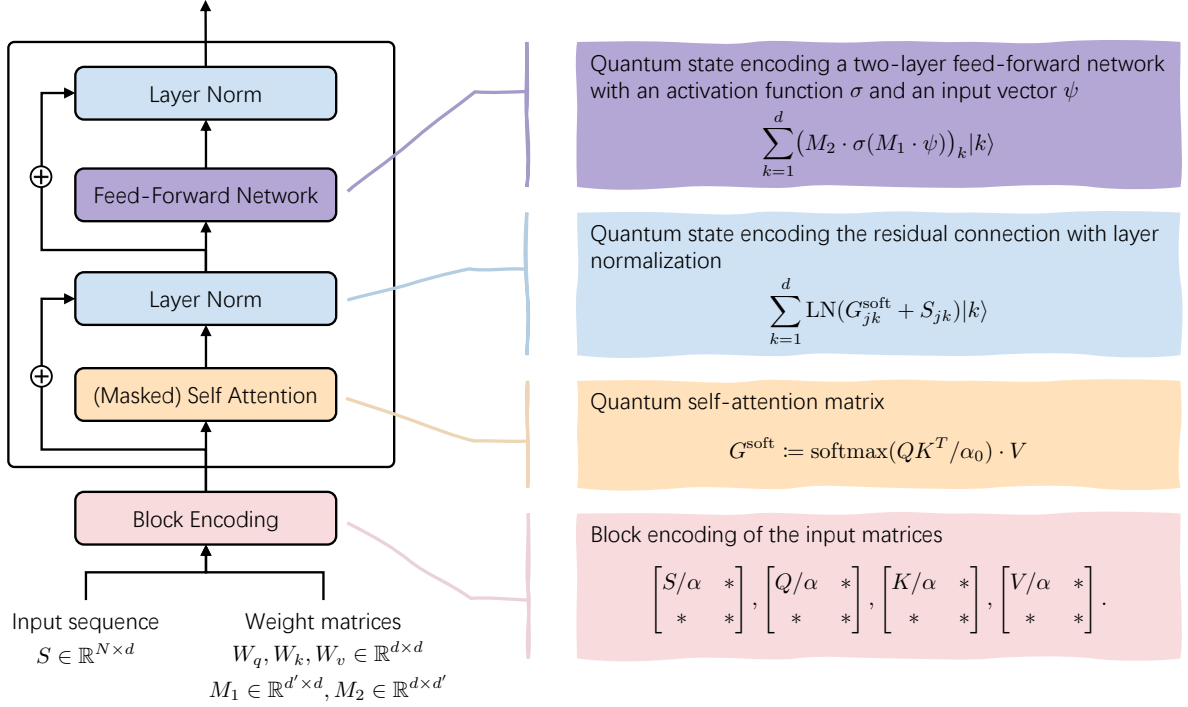 Layer Norm
Feed-Forward Network
Layer Norm
(Masked) Self Attention
Block Encoding
Input sequence
S ∈ ℝ^{N×d}
Weight matrices
W_q, W_k, W_v ∈ ℝ^{d×d}
M_1 ∈ ℝ^{d′×d}, M_2 ∈ ℝ^{d×d′}
Quantum state encoding a two-layer feed-forward network
with an activation function σ and an input vector ψ
∑_{k=1}^{d} (M_2 · σ(M_1 · ψ))_k |k⟩
Quantum state encoding the residual connection with layer
normalization
∑_{k=1}^{d} LN(G_{jk}^{soft} + S_{jk})|k⟩
Quantum self-attention matrix
G^{soft} := softmax(QK^T/α_0) · V
Block encoding of the input matrices
[S/α * ; * *], [Q/α * ; * *], [K/α * ; * *], [V/α * ; * *].